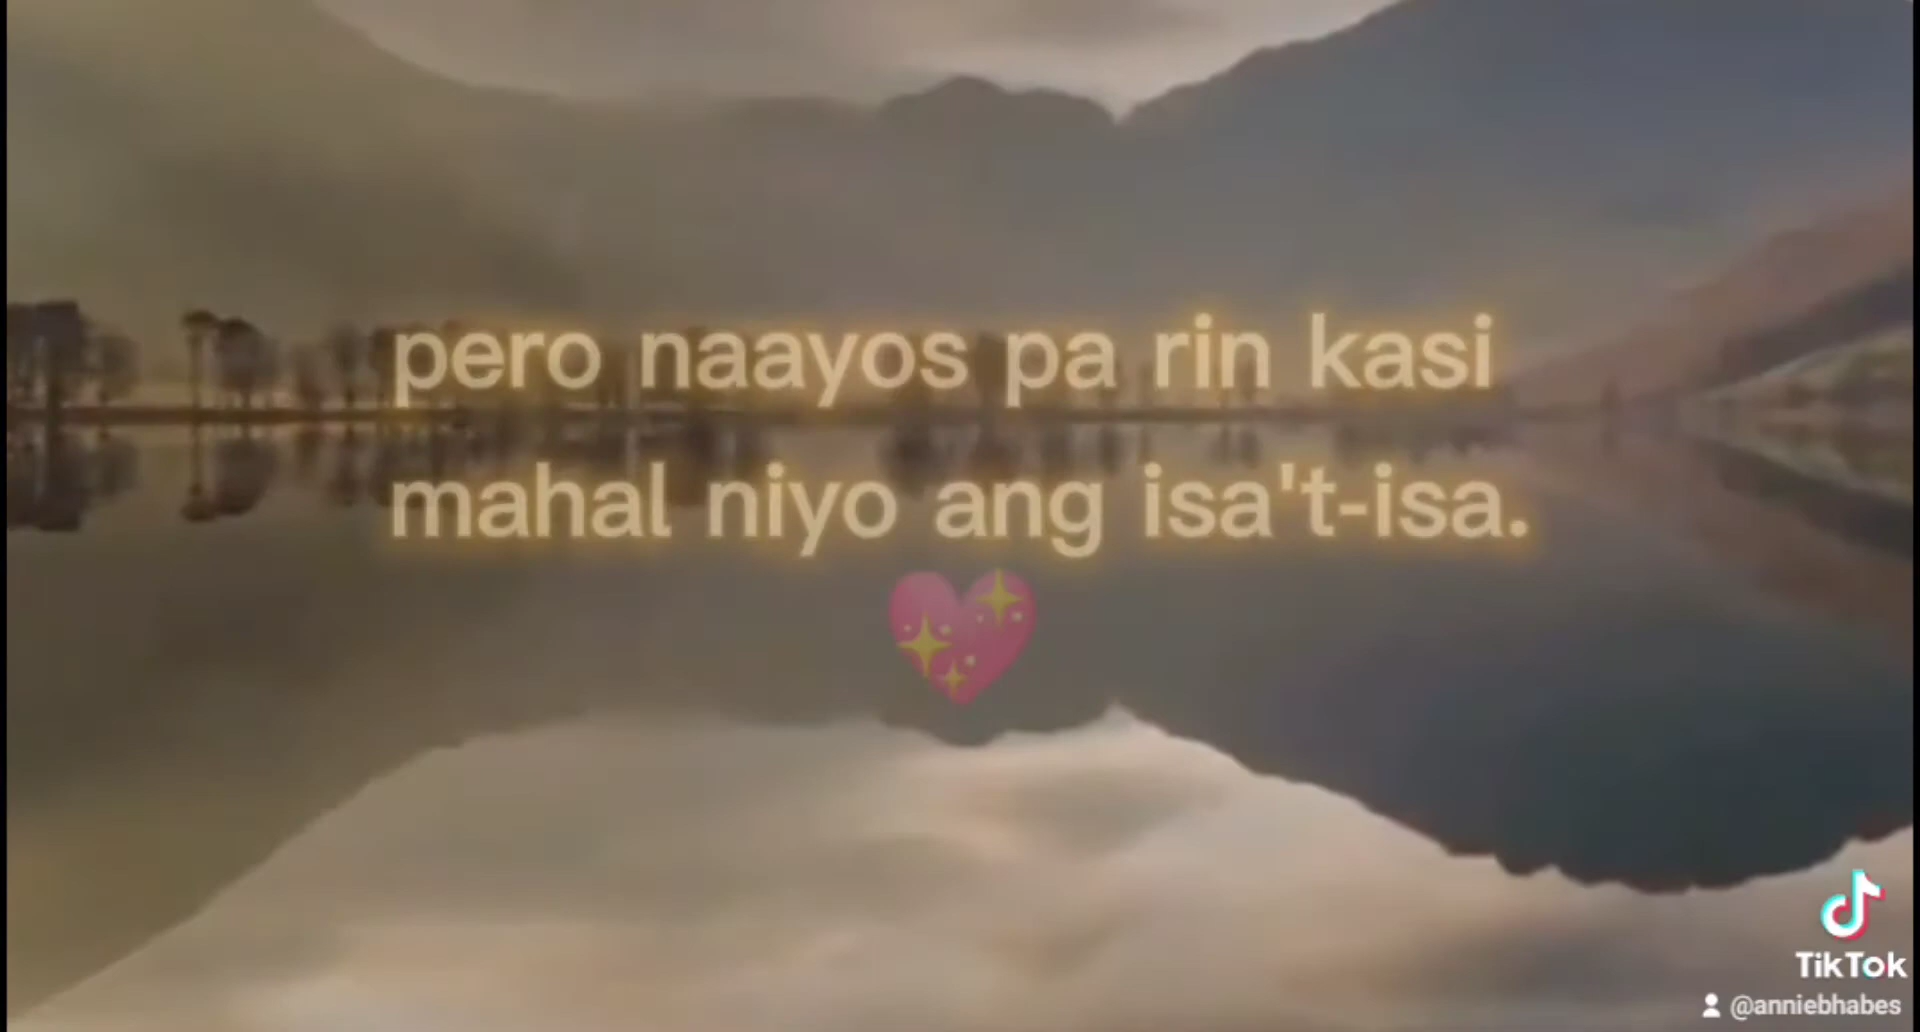 pero naayos pa rin kasi
mahal niyo ang isa't-isa.
TikTok
@anniebhabes